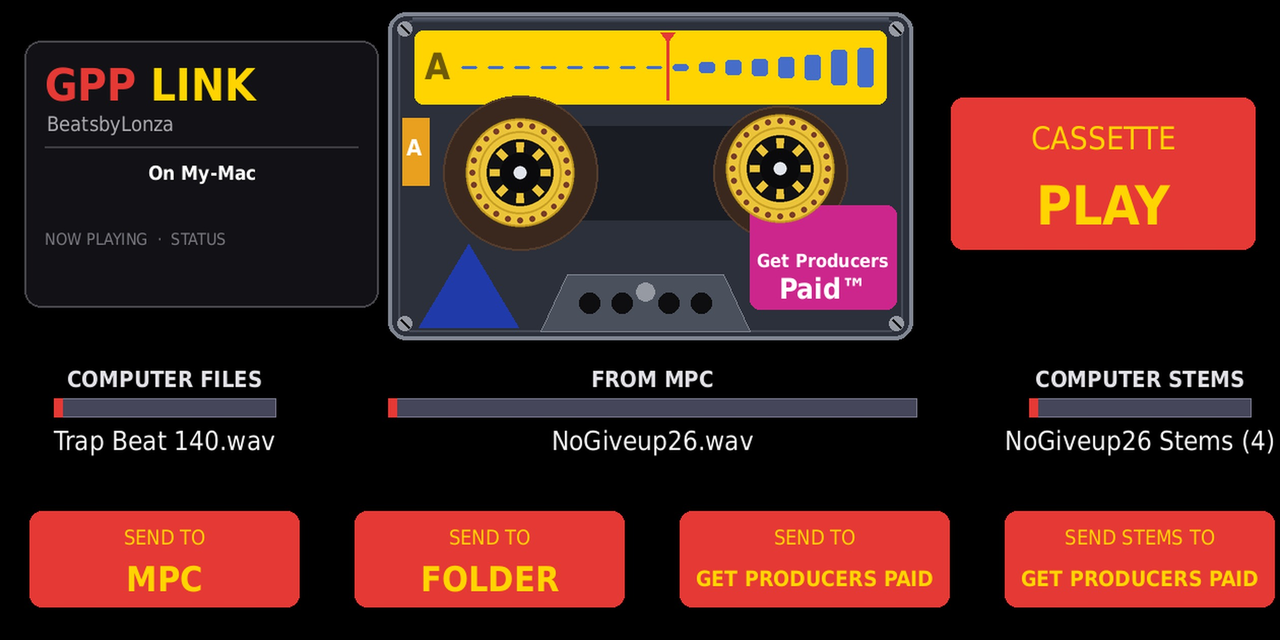 GPP LINK
BeatsbyLonza
On My-Mac
NOW PLAYING · STATUS
A
A
Get Producers
Paid™
CASSETTE
PLAY
COMPUTER FILES
Trap Beat 140.wav
FROM MPC
NoGiveup26.wav
COMPUTER STEMS
NoGiveup26 Stems (4)
SEND TO
MPC
SEND TO
FOLDER
SEND TO
GET PRODUCERS PAID
SEND STEMS TO
GET PRODUCERS PAID